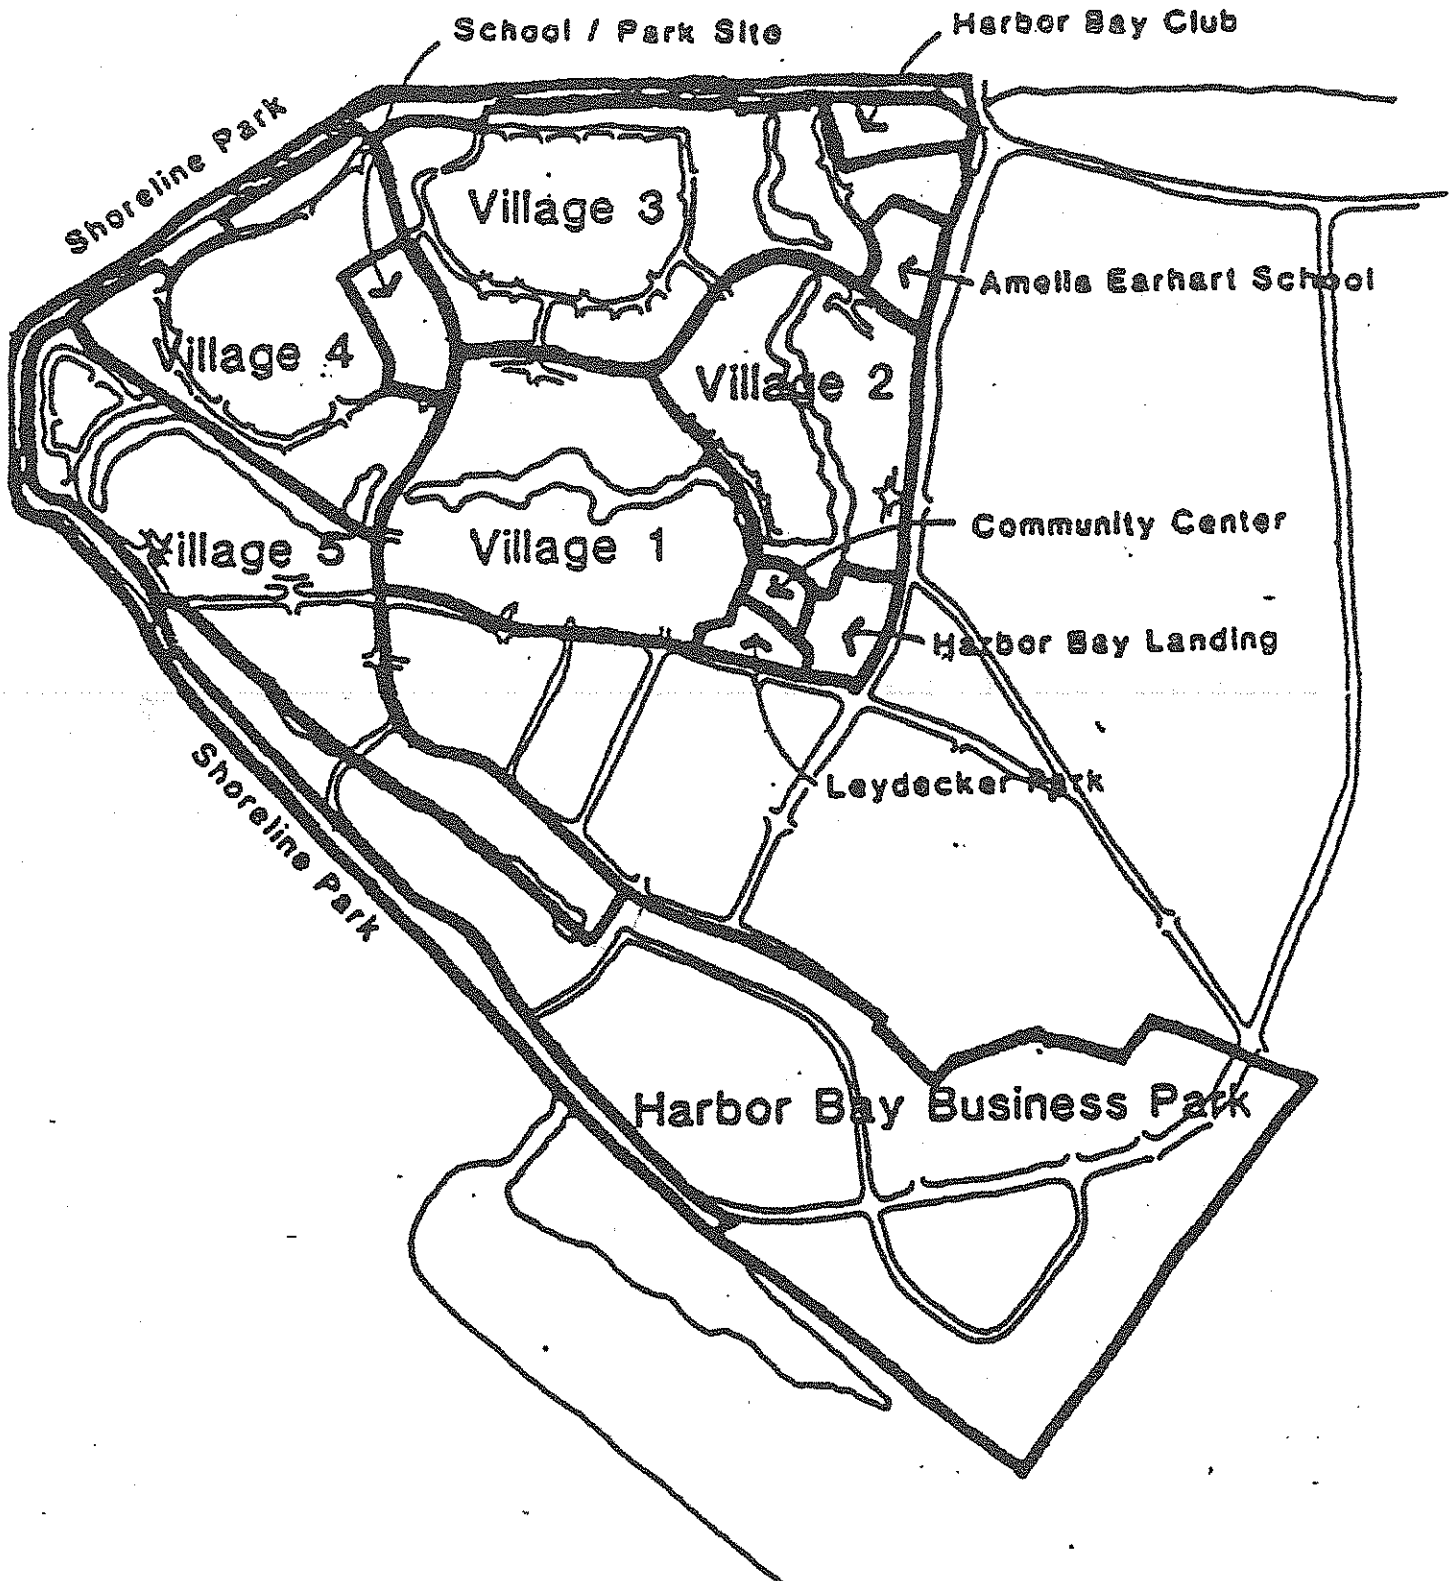 School / Park Site
Harbor Bay Club
Shoreline Park
Village 3
Amelia Earhart School
Village 4
Village 2
Community Center
Village 5
Village 1
Harbor Bay Landing
Leydecker Park
Shoreline Park
Harbor Bay Business Park